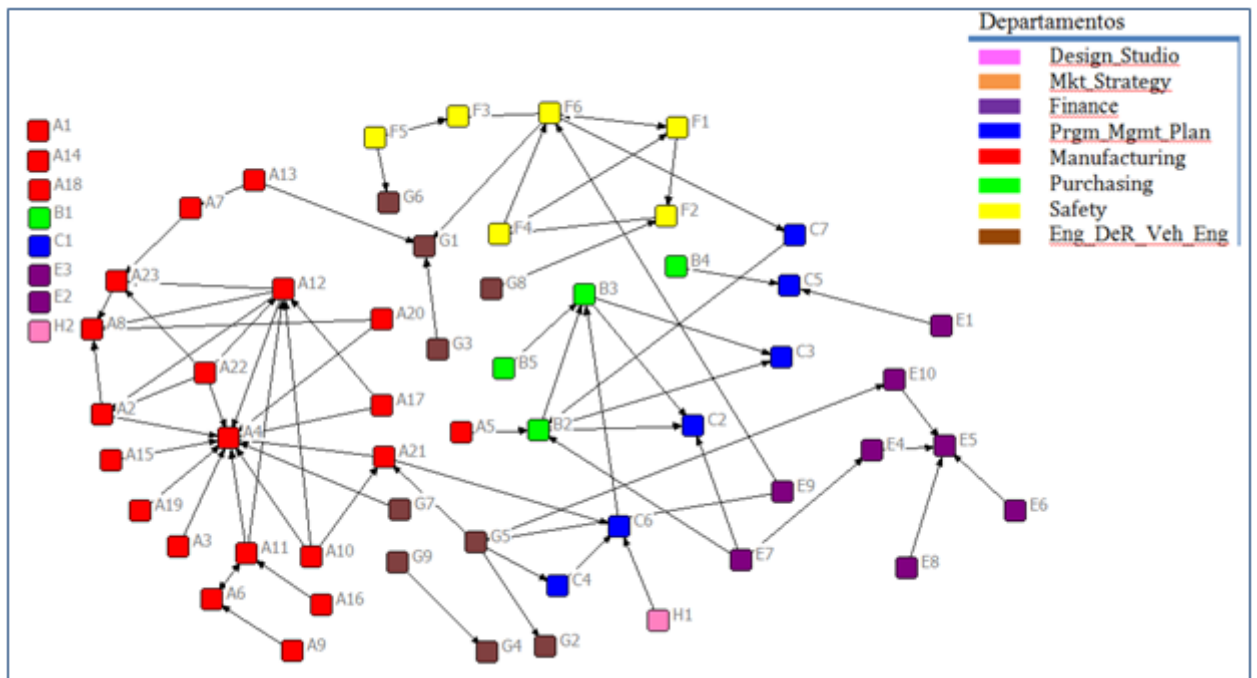 Departamentos
Design_Studio
Mkt_Strategy
Finance
Prgm_Mgmt_Plan
Manufacturing
Purchasing
Safety
Eng_DeR_Veh_Eng
A1
A14
A18
B1
C1
E3
E2
H2
F3
F6
F1
F5
A13
G6
A7
F2
F4
G1
C7
B4
A23
A12
G8
C5
B3
A8
A20
E1
G3
C3
A22
B5
E10
A2
A17
A5
B2
C2
A4
E4
E5
A15
A21
E9
A19
G7
E6
C6
A3
G5
A11
A10
G9
E7
E8
C4
A6
A16
H1
A9
G4
G2